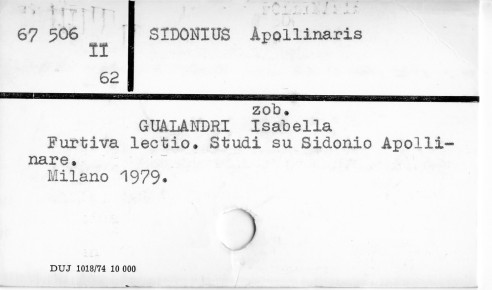 67 506
II
62
SIDONIUS Apollinaris
zob.
GUALANDRI Isabella
Furtiva lectio. Studi su Sidonio Apolli-
nare.
Milano 1979.
DUJ 1018/74 10 000